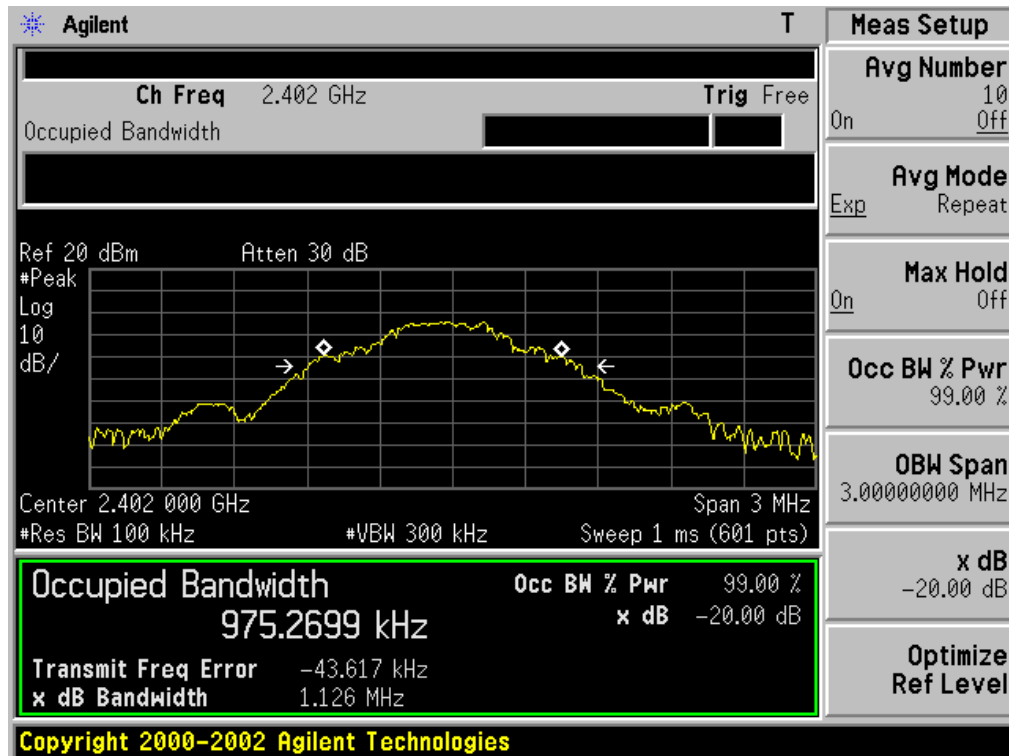 Agilent T
Ch Freq 2.402 GHz Trig Free
Occupied Bandwidth
Ref 20 dBm Atten 30 dB
#Peak
Log
10
dB/
Center 2.402 000 GHz Span 3 MHz
#Res BW 100 kHz #VBW 300 kHz Sweep 1 ms (601 pts)
Occupied Bandwidth Occ BW % Pwr 99.00 %
975.2699 kHz x dB -20.00 dB
Transmit Freq Error -43.617 kHz
x dB Bandwidth 1.126 MHz
Copyright 2000-2002 Agilent Technologies
Meas Setup
Avg Number
10
On Off
Avg Mode
Exp Repeat
Max Hold
On Off
Occ BW % Pwr
99.00 %
OBW Span
3.00000000 MHz
x dB
-20.00 dB
Optimize
Ref Level